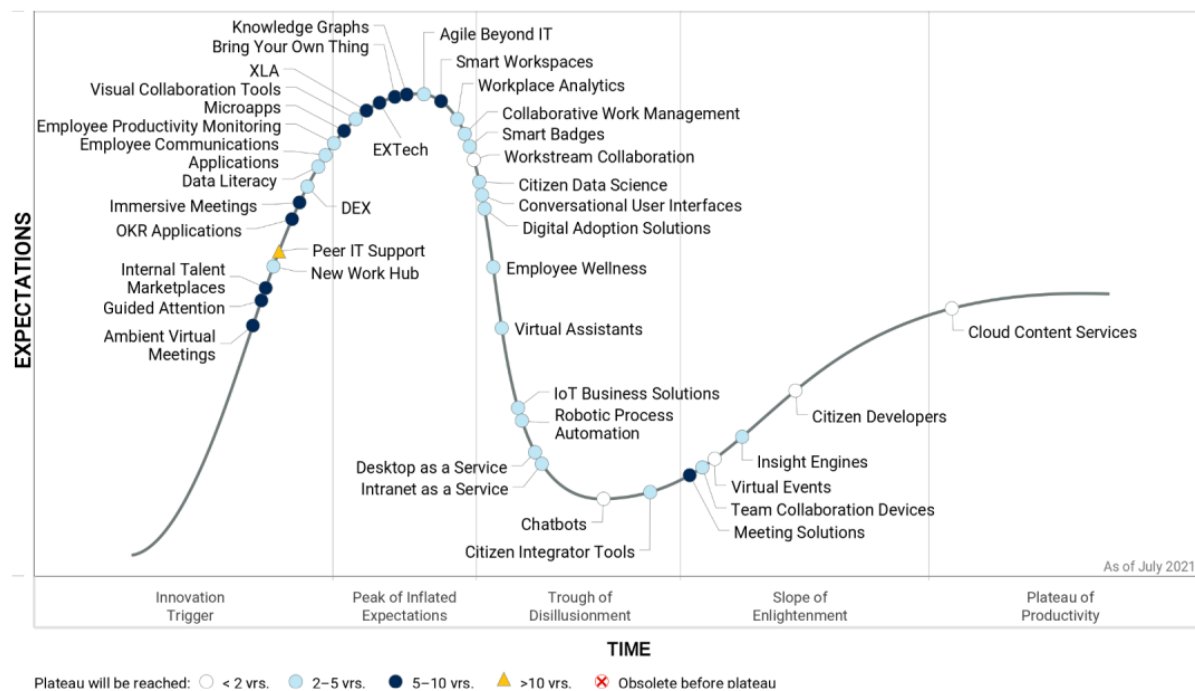 Knowledge Graphs
Bring Your Own Thing
XLA
Visual Collaboration Tools
Microapps
Employee Productivity Monitoring
Employee Communications
Applications
Data Literacy
Immersive Meetings
OKR Applications
Internal Talent
Marketplaces
Guided Attention
Ambient Virtual
Meetings
EXTech
DEX
Peer IT Support
New Work Hub
Agile Beyond IT
Smart Workspaces
Workplace Analytics
Collaborative Work Management
Smart Badges
Workstream Collaboration
Citizen Data Science
Conversational User Interfaces
Digital Adoption Solutions
Employee Wellness
Virtual Assistants
IoT Business Solutions
Robotic Process
Automation
Desktop as a Service
Intranet as a Service
Chatbots
Citizen Integrator Tools
Cloud Content Services
Citizen Developers
Insight Engines
Virtual Events
Team Collaboration Devices
Meeting Solutions
EXPECTATIONS
As of July 2021
Innovation
Trigger
Peak of Inflated
Expectations
Trough of
Disillusionment
Slope of
Enlightenment
Plateau of
Productivity
TIME
Plateau will be reached: < 2 yrs. 2–5 yrs. 5–10 yrs. >10 yrs. Obsolete before plateau